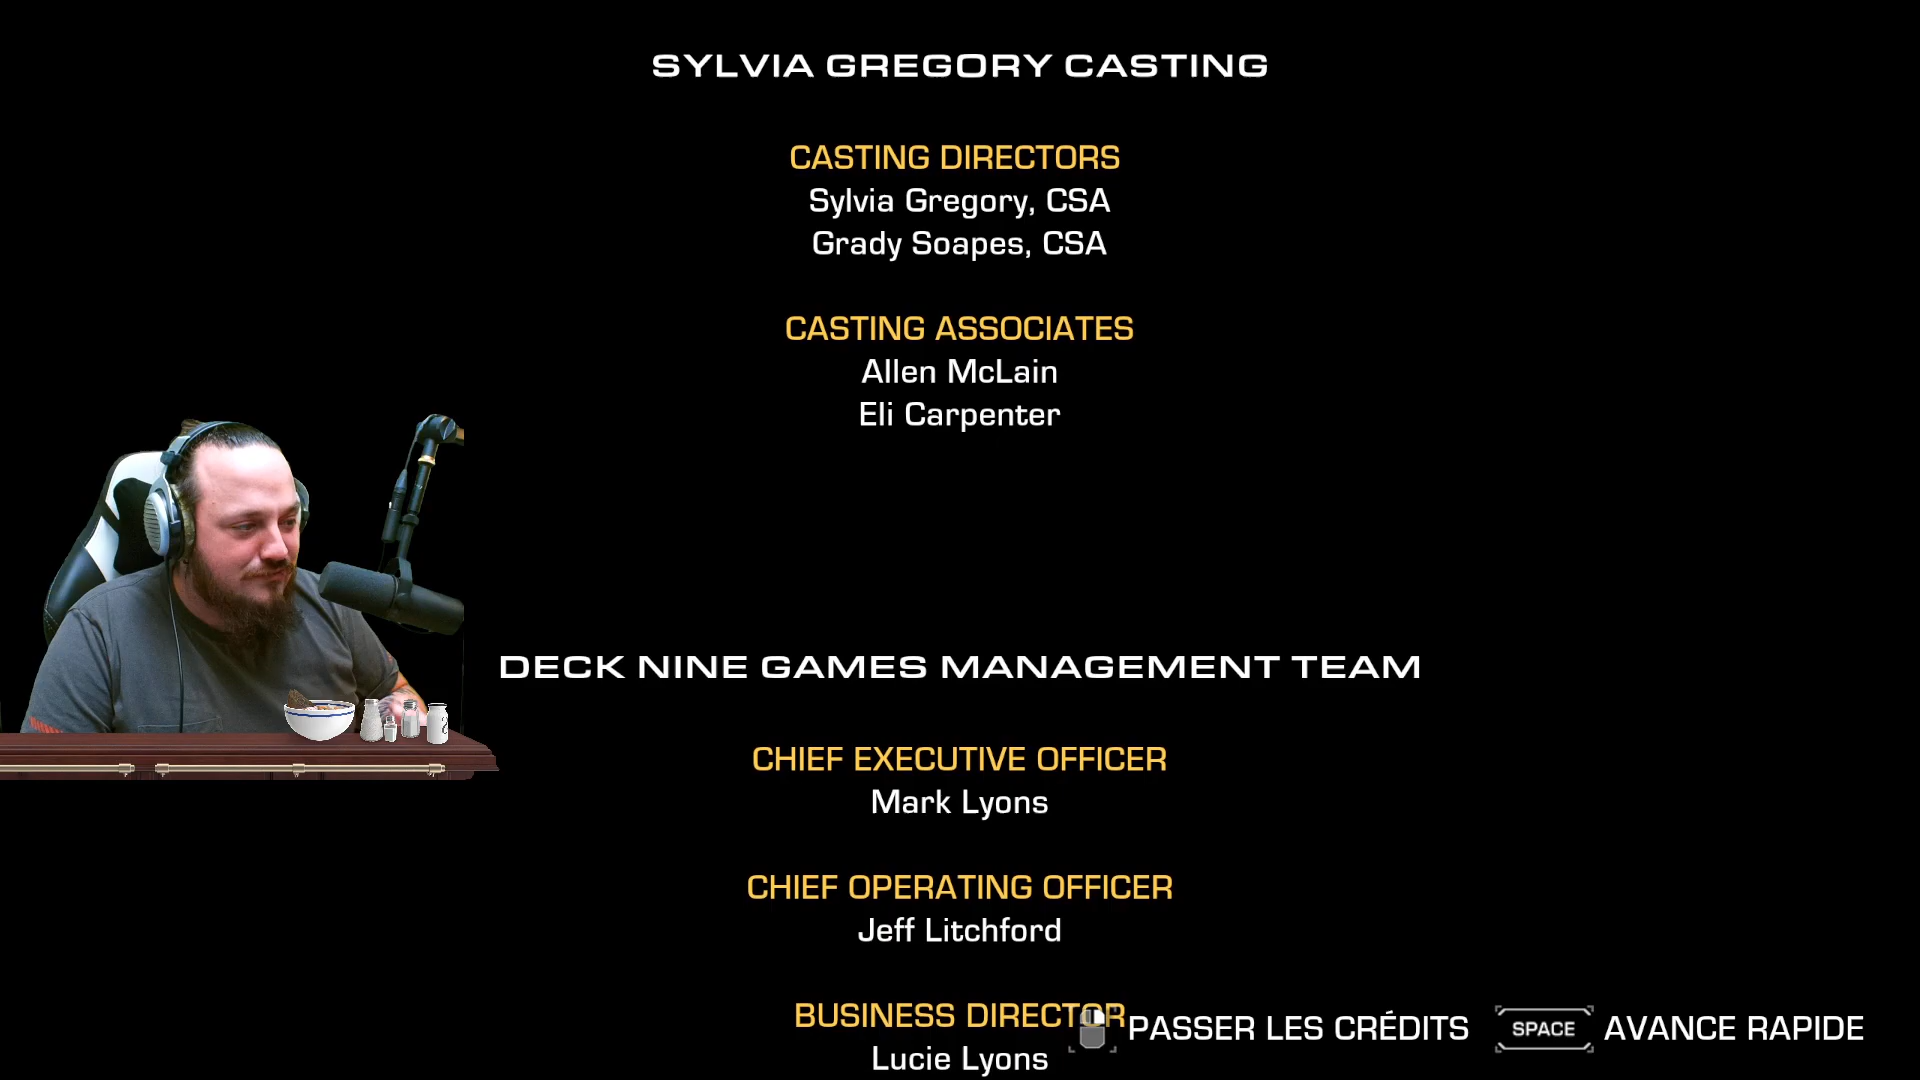 SYLVIA GREGORY CASTING
CASTING DIRECTORS
Sylvia Gregory, CSA
Grady Soapes, CSA
CASTING ASSOCIATES
Allen McLain
Eli Carpenter
DECK NINE GAMES MANAGEMENT TEAM
CHIEF EXECUTIVE OFFICER
Mark Lyons
CHIEF OPERATING OFFICER
Jeff Litchford
BUSINESS DIRECTOR
Lucie Lyons
PASSER LES CRÉDITS
SPACE AVANCE RAPIDE